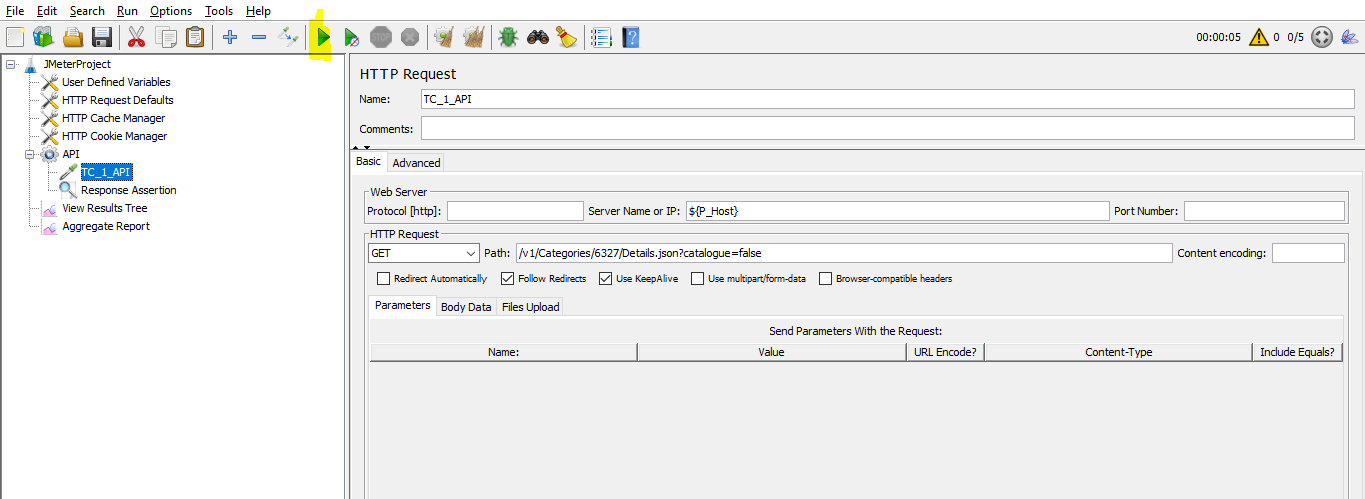 File Edit Search Run Options Tools Help
STOP 00:00:05 0 0/5
JMeterProject
User Defined Variables
HTTP Request Defaults
HTTP Cache Manager
HTTP Cookie Manager
API
TC_1_API
Response Assertion
View Results Tree
Aggregate Report
HTTP Request
Name: TC_1_API
Comments:
Basic Advanced
Web Server
Protocol [http]: Server Name or IP: ${P_Host} Port Number:
HTTP Request
GET Path: /v1/Categories/6327/Details.json?catalogue=false Content encoding:
Redirect Automatically Follow Redirects Use KeepAlive Use multipart/form-data Browser-compatible headers
Parameters Body Data Files Upload
Send Parameters With the Request:
Name: Value URL Encode? Content-Type Include Equals?